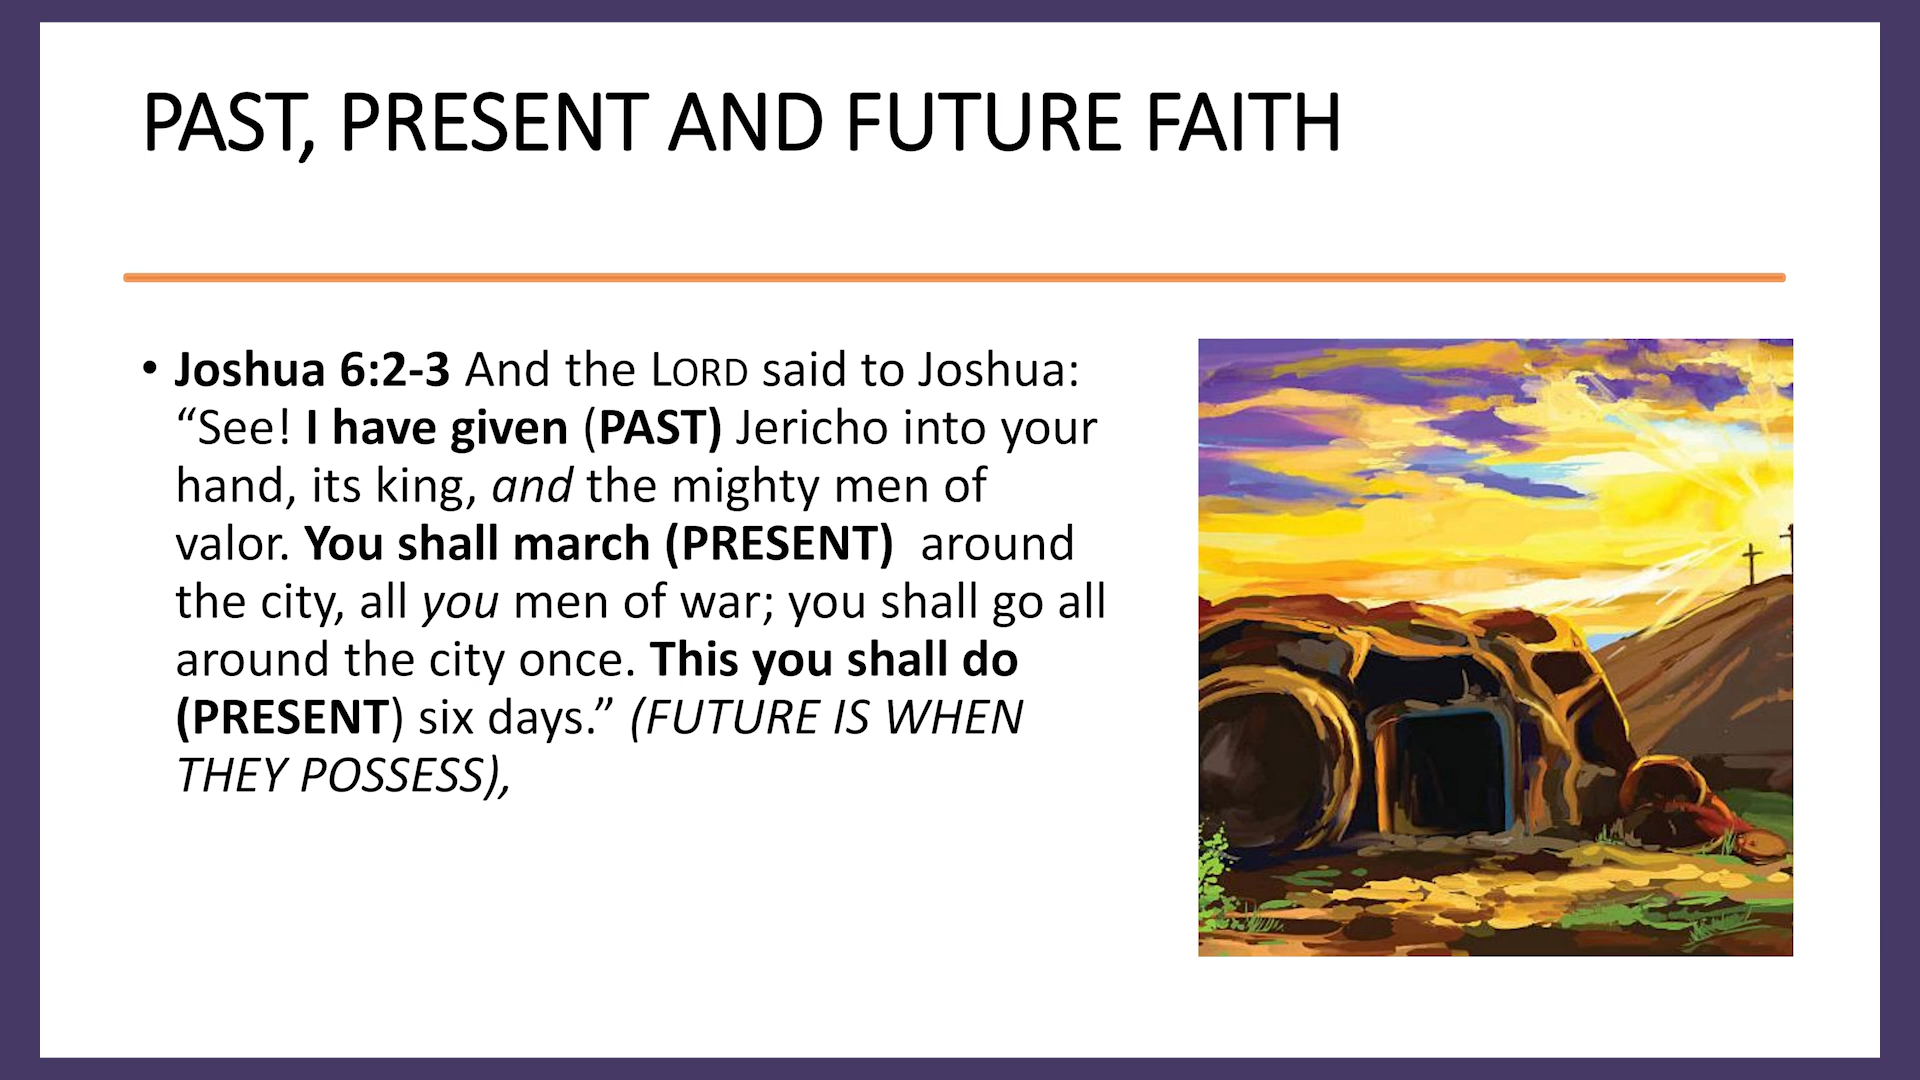 PAST, PRESENT AND FUTURE FAITH
• Joshua 6:2-3 And the LORD said to Joshua:
“See! I have given (PAST) Jericho into your
hand, its king, and the mighty men of
valor. You shall march (PRESENT)  around
the city, all you men of war; you shall go all
around the city once. This you shall do
(PRESENT) six days.” (FUTURE IS WHEN
THEY POSSESS),